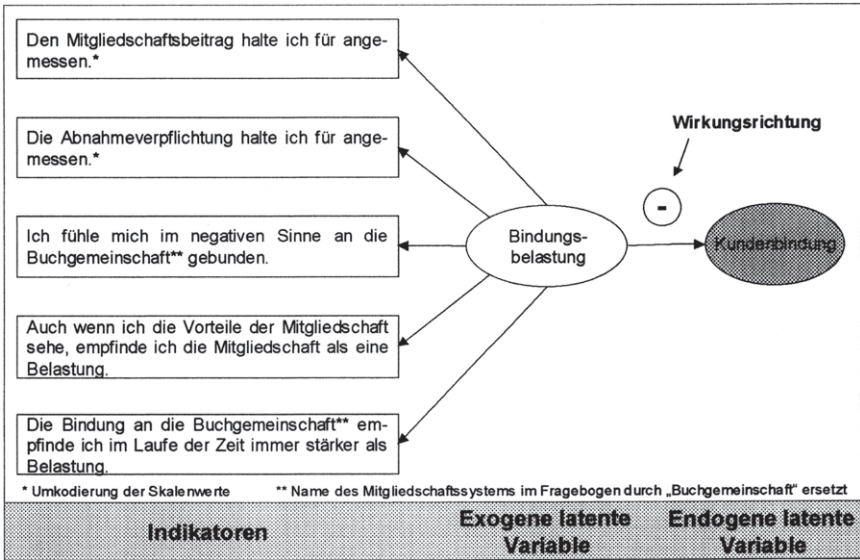 Den Mitgliedschaftsbeitrag halte ich für ange-
messen.*
Die Abnahmeverpflichtung halte ich für ange-
messen.*
Ich fühle mich im negativen Sinne an die
Buchgemeinschaft** gebunden.
Auch wenn ich die Vorteile der Mitgliedschaft
sehe, empfinde ich die Mitgliedschaft als eine
Belastung.
Die Bindung an die Buchgemeinschaft** em-
pfinde ich im Laufe der Zeit immer stärker als
Belastung.
Bindungs-
belastung
Wirkungsrichtung
-
Kundenbindung
* Umkodierung der Skalenwerte
** Name des Mitgliedschaftssystems im Fragebogen durch „Buchgemeinschaft" ersetzt
Indikatoren
Exogene latente
Variable
Endogene latente
Variable